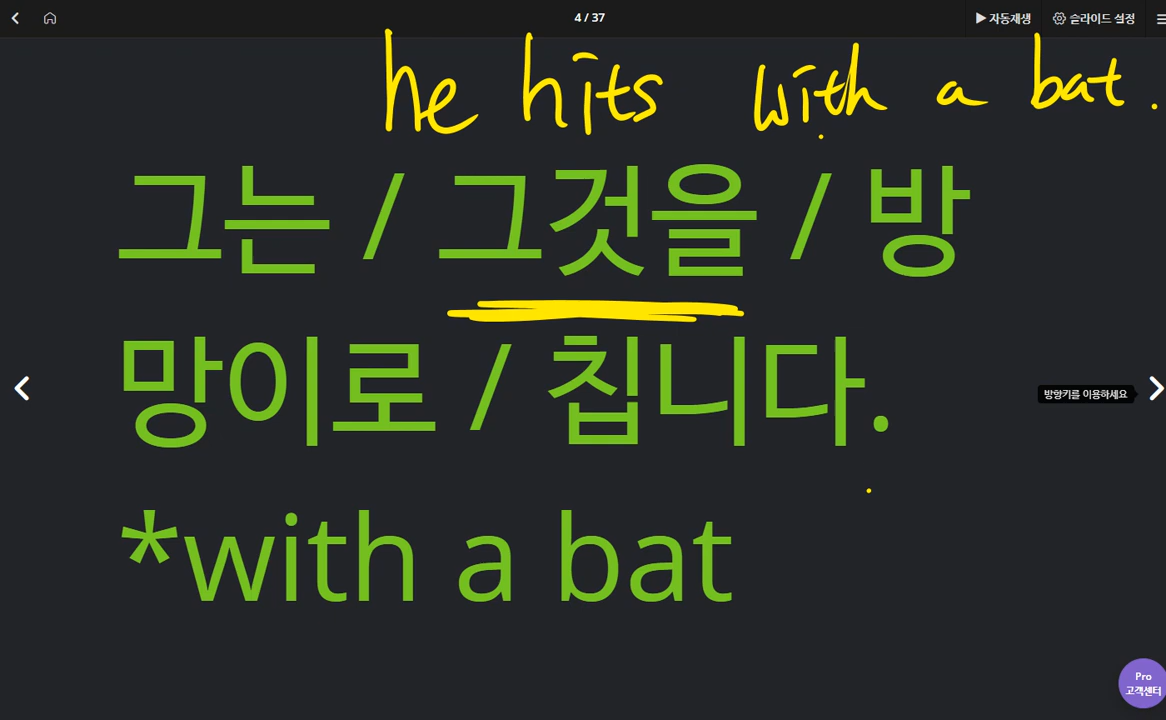 4 / 37
자동재생
슬라이드 설정
he hits with a bat.
그는 / 그것을 / 방
망이로 / 칩니다.
방향키를 이용하세요
*with a bat
Pro
고객센터